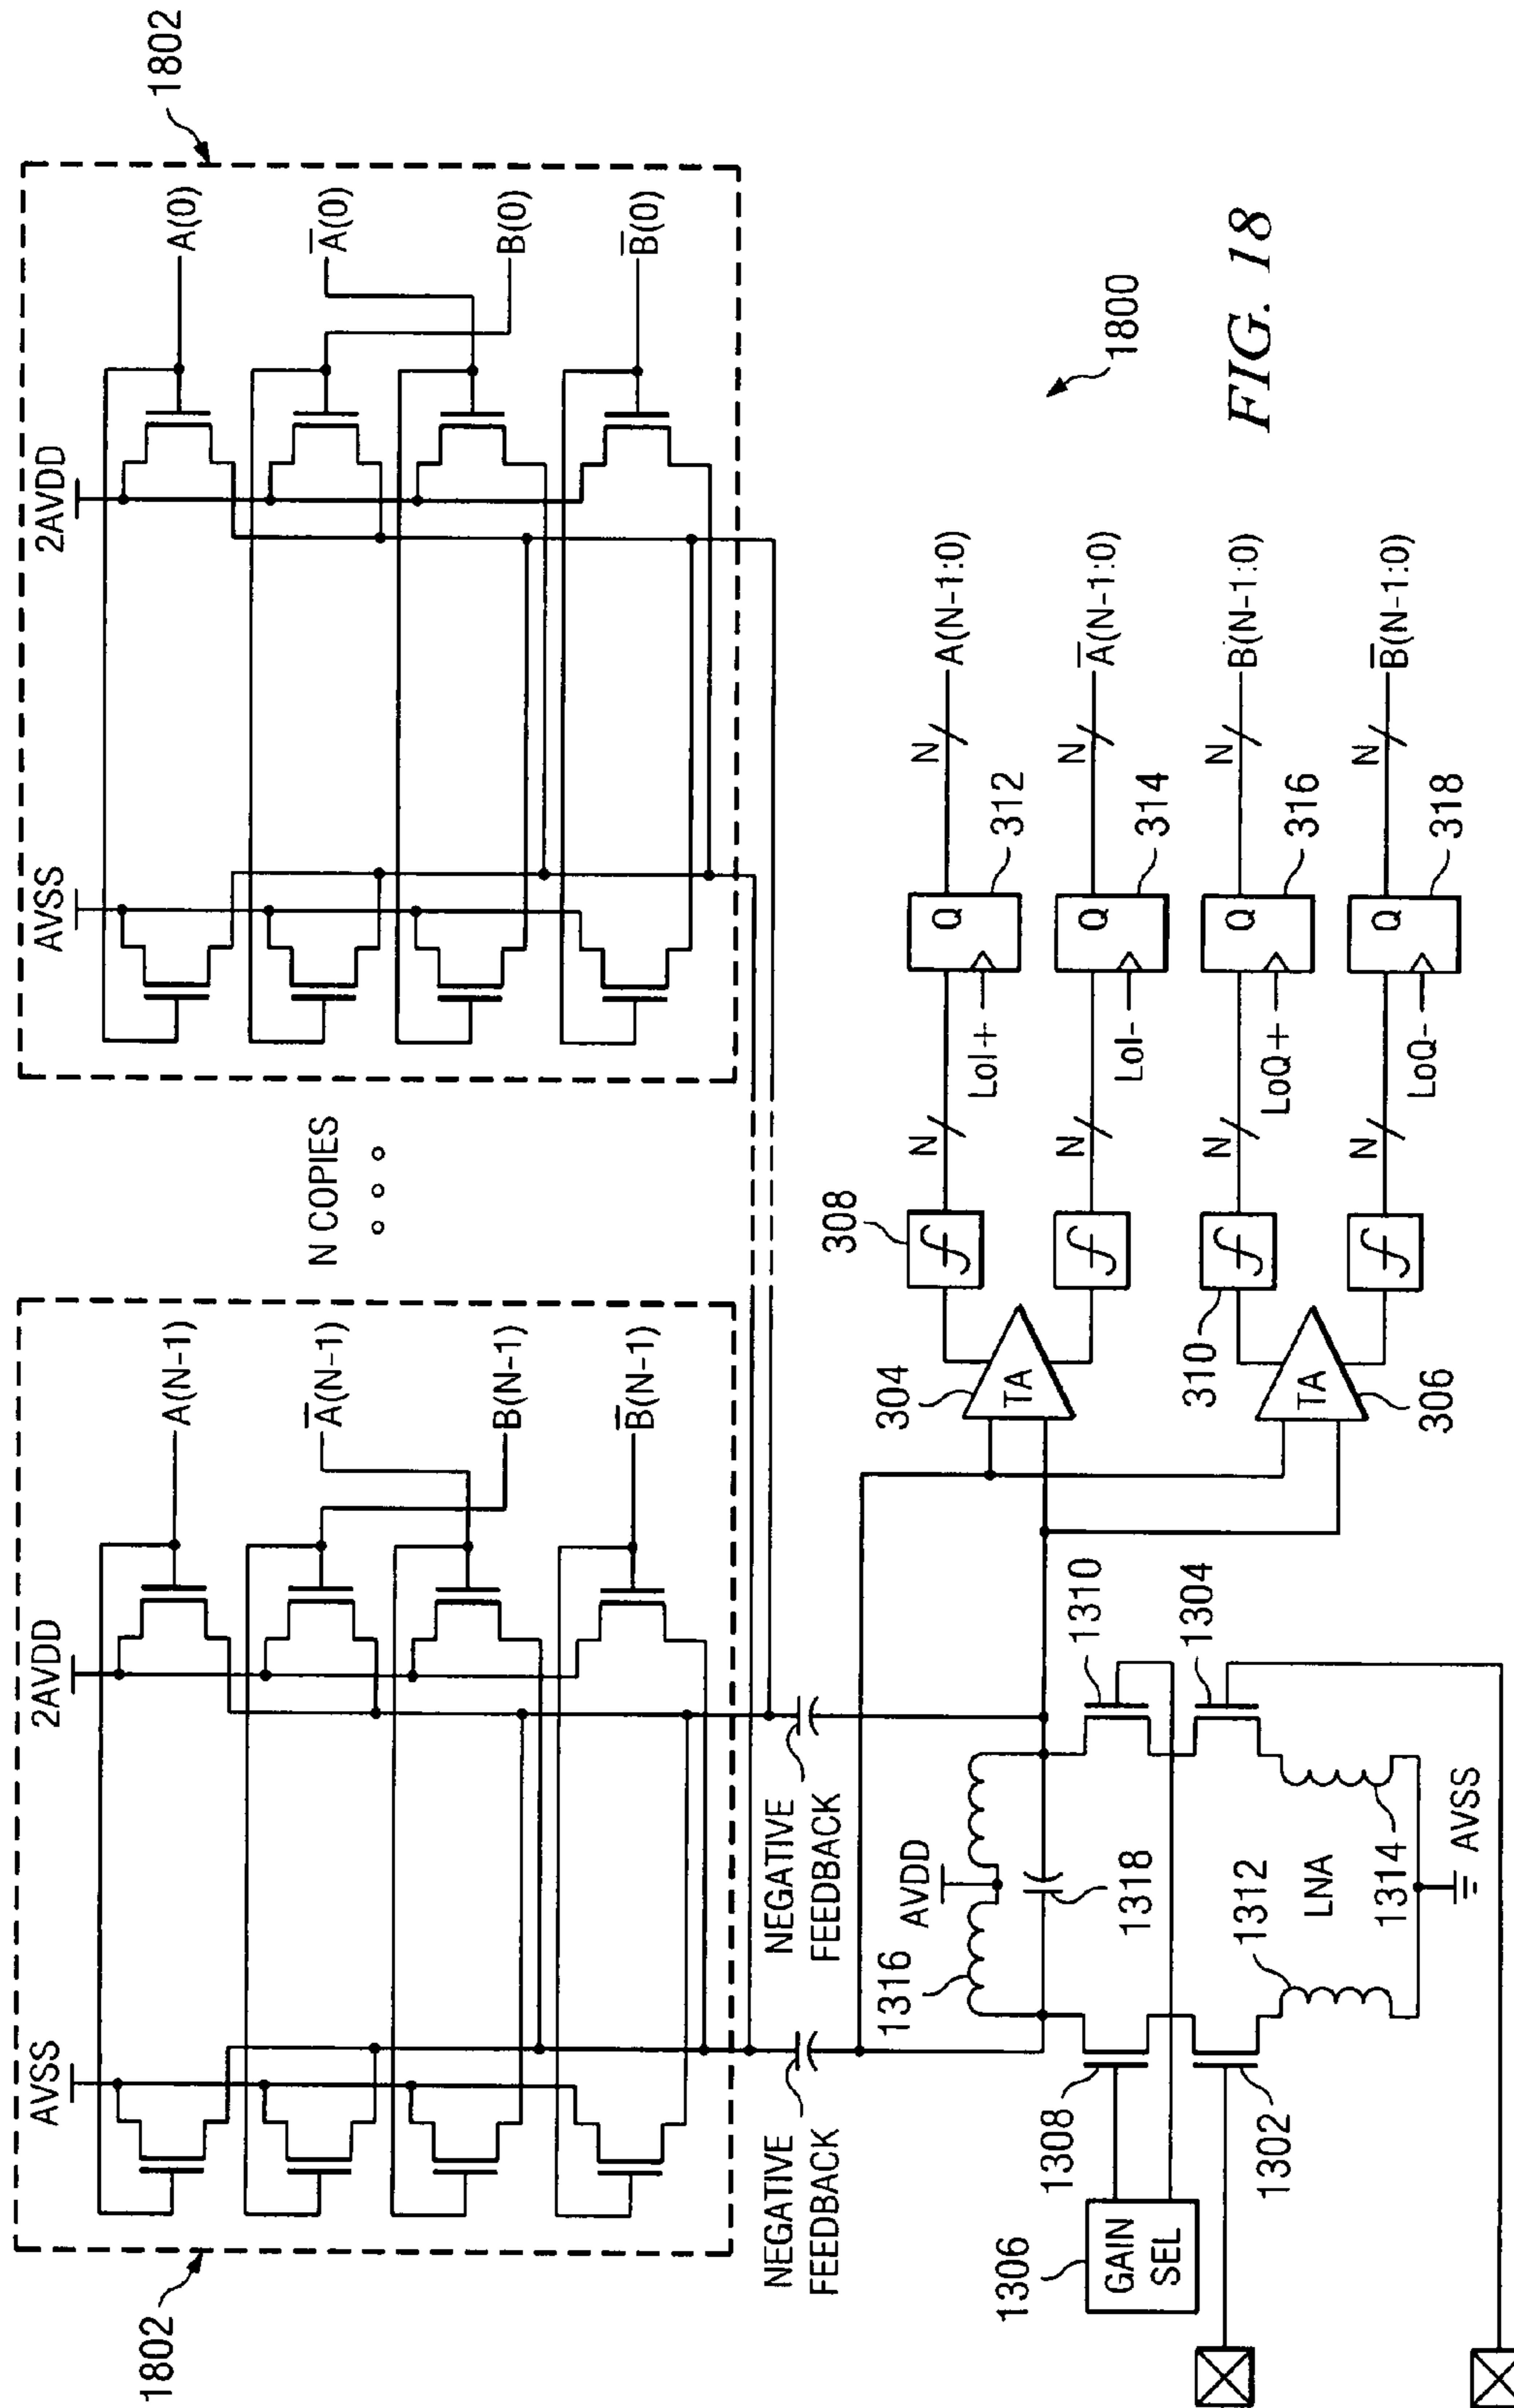 1802
AVSS
2AVDD
A(N-1)
A̅(N-1)
B(N-1)
B̅(N-1)
N COPIES
1802
AVSS
2AVDD
A(0)
A̅(0)
B(0)
B̅(0)
NEGATIVE
FEEDBACK
NEGATIVE
FEEDBACK
1306
GAIN
SEL
1308
1302
1316
AVDD
1318
1312
LNA
1314
AVSS
1310
1304
304
TA
TA
306
308
310
N
N
N
N
LoI+
LoI-
LoQ+
LoQ-
Q
Q
Q
Q
312
314
316
318
N
N
N
N
A(N-1:0)
A̅(N-1:0)
B(N-1:0)
B̅(N-1:0)
1800
FIG. 18